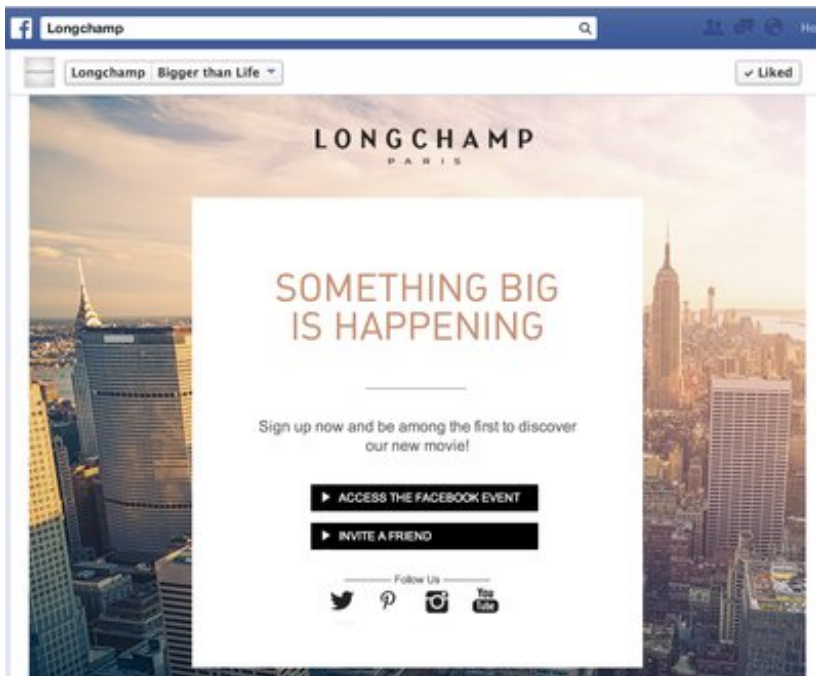 Longchamp
Ho
Longchamp Bigger than Life
✓ Liked
LONGCHAMP
PARIS
SOMETHING BIG
IS HAPPENING
Sign up now and be among the first to discover
our new movie!
ACCESS THE FACEBOOK EVENT
INVITE A FRIEND
Follow Us
You
Tube